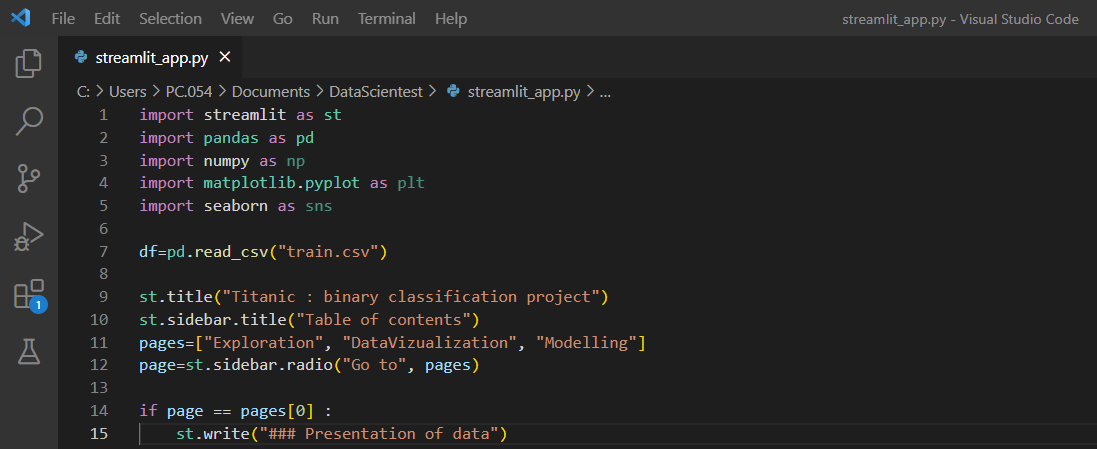 File Edit Selection View Go Run Terminal Help streamlit_app.py - Visual Studio Code
streamlit_app.py ×
C: > Users > PC.054 > Documents > DataScientest > streamlit_app.py > ...
1 import streamlit as st
2 import pandas as pd
3 import numpy as np
4 import matplotlib.pyplot as plt
5 import seaborn as sns
6
7 df=pd.read_csv("train.csv")
8
9 st.title("Titanic : binary classification project")
10 st.sidebar.title("Table of contents")
11 pages=["Exploration", "DataVizualization", "Modelling"]
12 page=st.sidebar.radio("Go to", pages)
13
14 if page == pages[0] :
15     st.write("### Presentation of data")
1